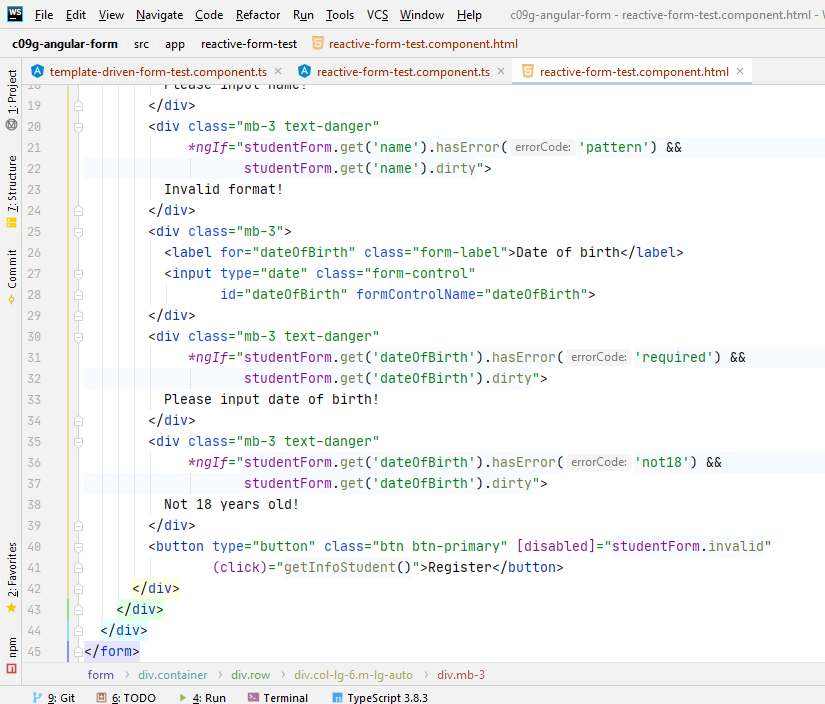 WS File Edit View Navigate Code Refactor Run Tools VCS Window Help c09g-angular-form - reactive-form-test.component.html - W
c09g-angular-form src app reactive-form-test reactive-form-test.component.html
template-driven-form-test.component.ts × reactive-form-test.component.ts × reactive-form-test.component.html ×
1: Project
7: Structure
Commit
2: Favorites
npm
18 Please input name!
19 </div>
20 <div class="mb-3 text-danger"
21 *ngIf="studentForm.get('name').hasError( errorCode: 'pattern') &&
22 studentForm.get('name').dirty">
23 Invalid format!
24 </div>
25 <div class="mb-3">
26 <label for="dateOfBirth" class="form-label">Date of birth</label>
27 <input type="date" class="form-control"
28 id="dateOfBirth" formControlName="dateOfBirth">
29 </div>
30 <div class="mb-3 text-danger"
31 *ngIf="studentForm.get('dateOfBirth').hasError( errorCode: 'required') &&
32 studentForm.get('dateOfBirth').dirty">
33 Please input date of birth!
34 </div>
35 <div class="mb-3 text-danger"
36 *ngIf="studentForm.get('dateOfBirth').hasError( errorCode: 'not18') &&
37 studentForm.get('dateOfBirth').dirty">
38 Not 18 years old!
39 </div>
40 <button type="button" class="btn btn-primary" [disabled]="studentForm.invalid"
41 (click)="getInfoStudent()">Register</button>
42 </div>
43 </div>
44 </div>
45 </form>
form › div.container › div.row › div.col-lg-6.m-lg-auto › div.mb-3
9: Git 6: TODO 4: Run Terminal TypeScript 3.8.3